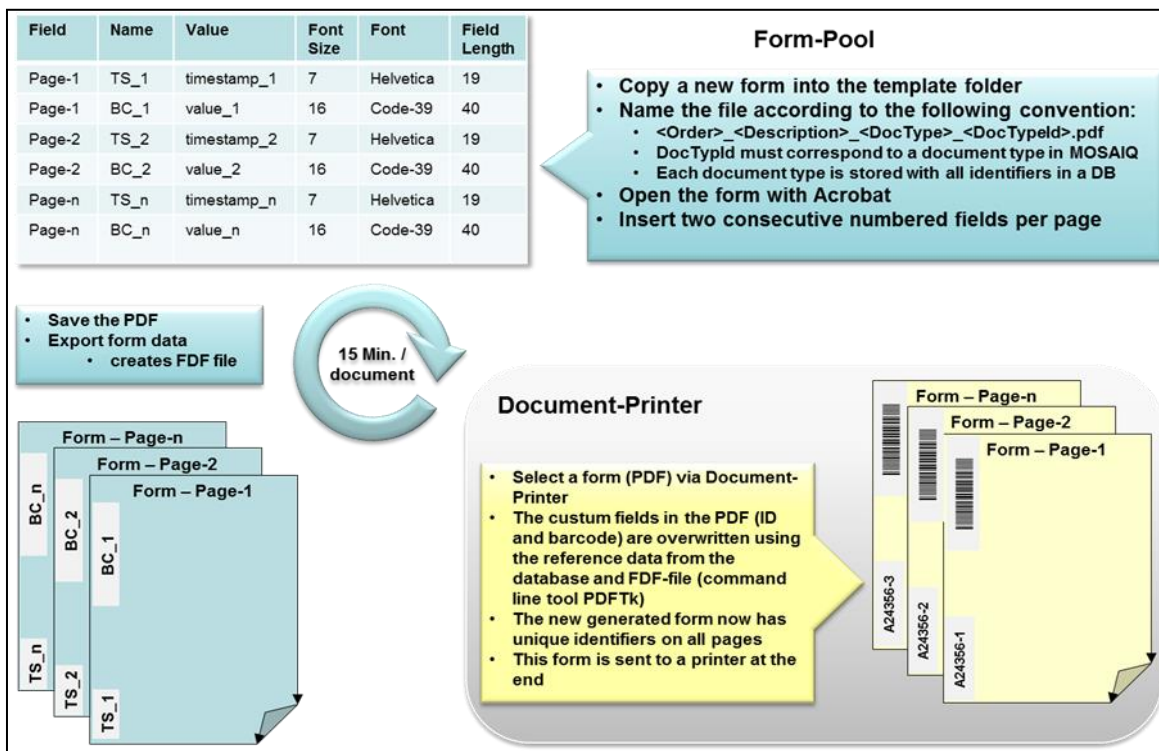 Field Name Value Font Size Font Field Length
Page-1 TS_1 timestamp_1 7 Helvetica 19
Page-1 BC_1 value_1 16 Code-39 40
Page-2 TS_2 timestamp_2 7 Helvetica 19
Page-2 BC_2 value_2 16 Code-39 40
Page-n TS_n timestamp_n 7 Helvetica 19
Page-n BC_n value_n 16 Code-39 40
Form-Pool
• Copy a new form into the template folder
• Name the file according to the following convention:
• <Order>_<Description>_<DocType>_<DocTypeId>.pdf
• DocTypId must correspond to a document type in MOSAIQ
• Each document type is stored with all identifiers in a DB
• Open the form with Acrobat
• Insert two consecutive numbered fields per page
• Save the PDF
• Export form data
• creates FDF file
15 Min. /
document
Form – Page-n
Form – Page-2
Form – Page-1
BC_n
BC_2
BC_1
TS_n
TS_2
TS_1
Document-Printer
• Select a form (PDF) via Document-
Printer
• The custum fields in the PDF (ID
and barcode) are overwritten using
the reference data from the
database and FDF-file (command
line tool PDFTk)
• The new generated form now has
unique identifiers on all pages
• This form is sent to a printer at the
end
Form – Page-n
Form – Page-2
Form – Page-1
A24356-3
A24356-2
A24356-1